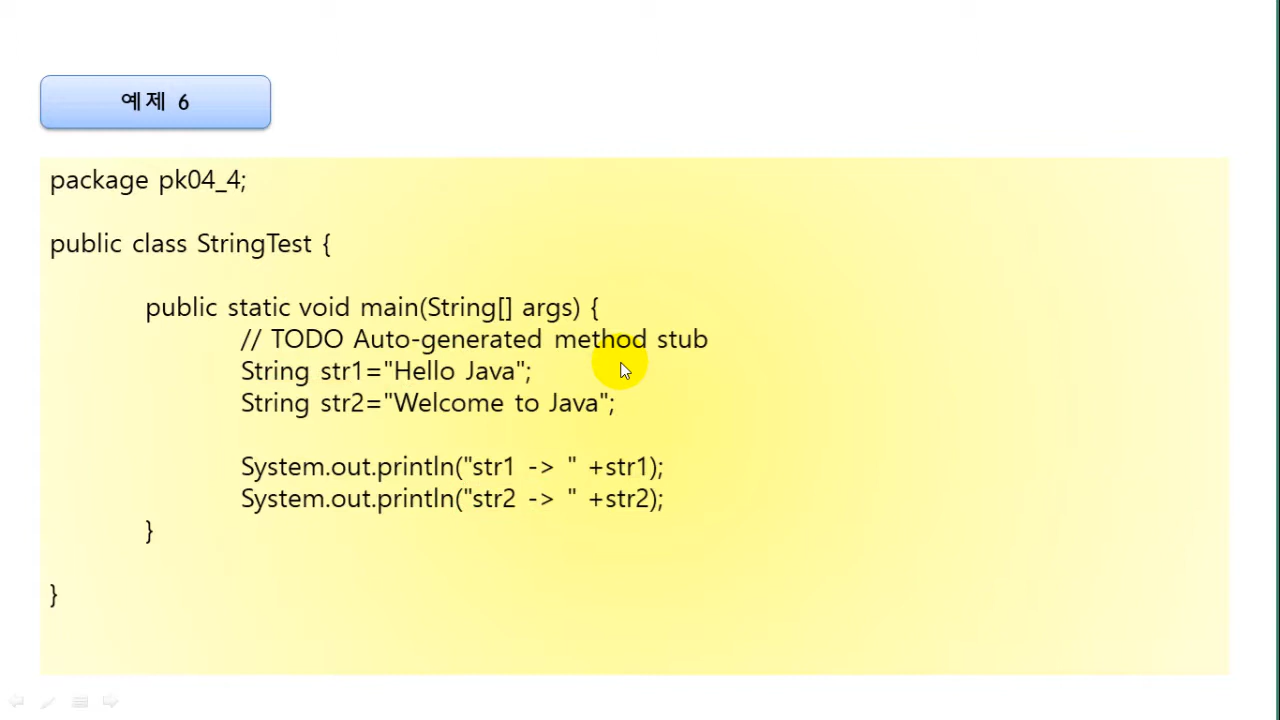 예제 6
package pk04_4;
public class StringTest {
public static void main(String[] args) {
// TODO Auto-generated method stub
String str1="Hello Java";
String str2="Welcome to Java";
System.out.println("str1 -> " +str1);
System.out.println("str2 -> " +str2);
}
}